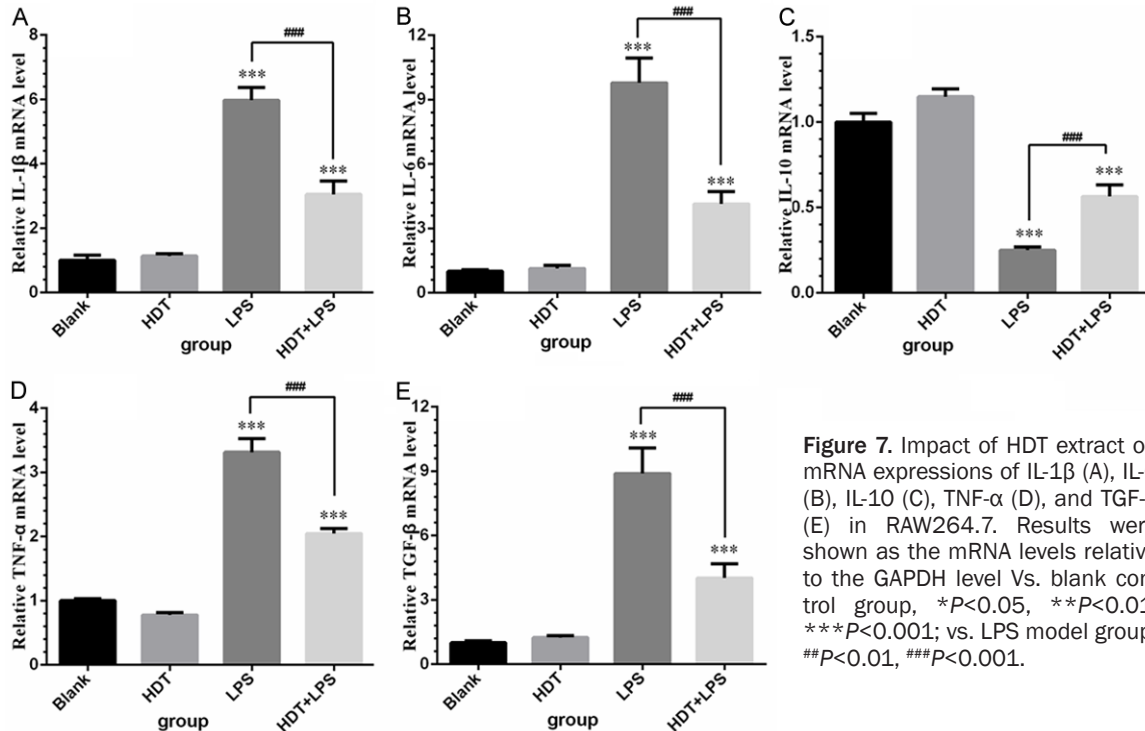 A
Relative IL-1β mRNA level
8
6
4
2
0
***
###
***
Blank
HDT
LPS
HDT+LPS
group
B
Relative IL-6 mRNA level
12
9
6
3
0
***
###
***
Blank
HDT
LPS
HDT+LPS
group
C
Relative IL-10 mRNA level
1.0
0.5
0.0
***
###
***
Blank
HDT
LPS
HDT+LPS
group
D
Relative TNF-α mRNA level
4
3
2
1
0
***
###
***
Blank
HDT
LPS
HDT+LPS
group
E
Relative TGF-β mRNA level
12
9
6
3
0
***
###
***
Blank
HDT
LPS
HDT+LPS
group
Figure 7. Impact of HDT extract o
mRNA expressions of IL-1β (A), IL-
(B), IL-10 (C), TNF-α (D), and TGF-
(E) in RAW264.7. Results wer
shown as the mRNA levels relativ
to the GAPDH level Vs. blank con
trol group, *P<0.05, **P<0.01
***P<0.001; vs. LPS model group
##P<0.01, ###P<0.001.